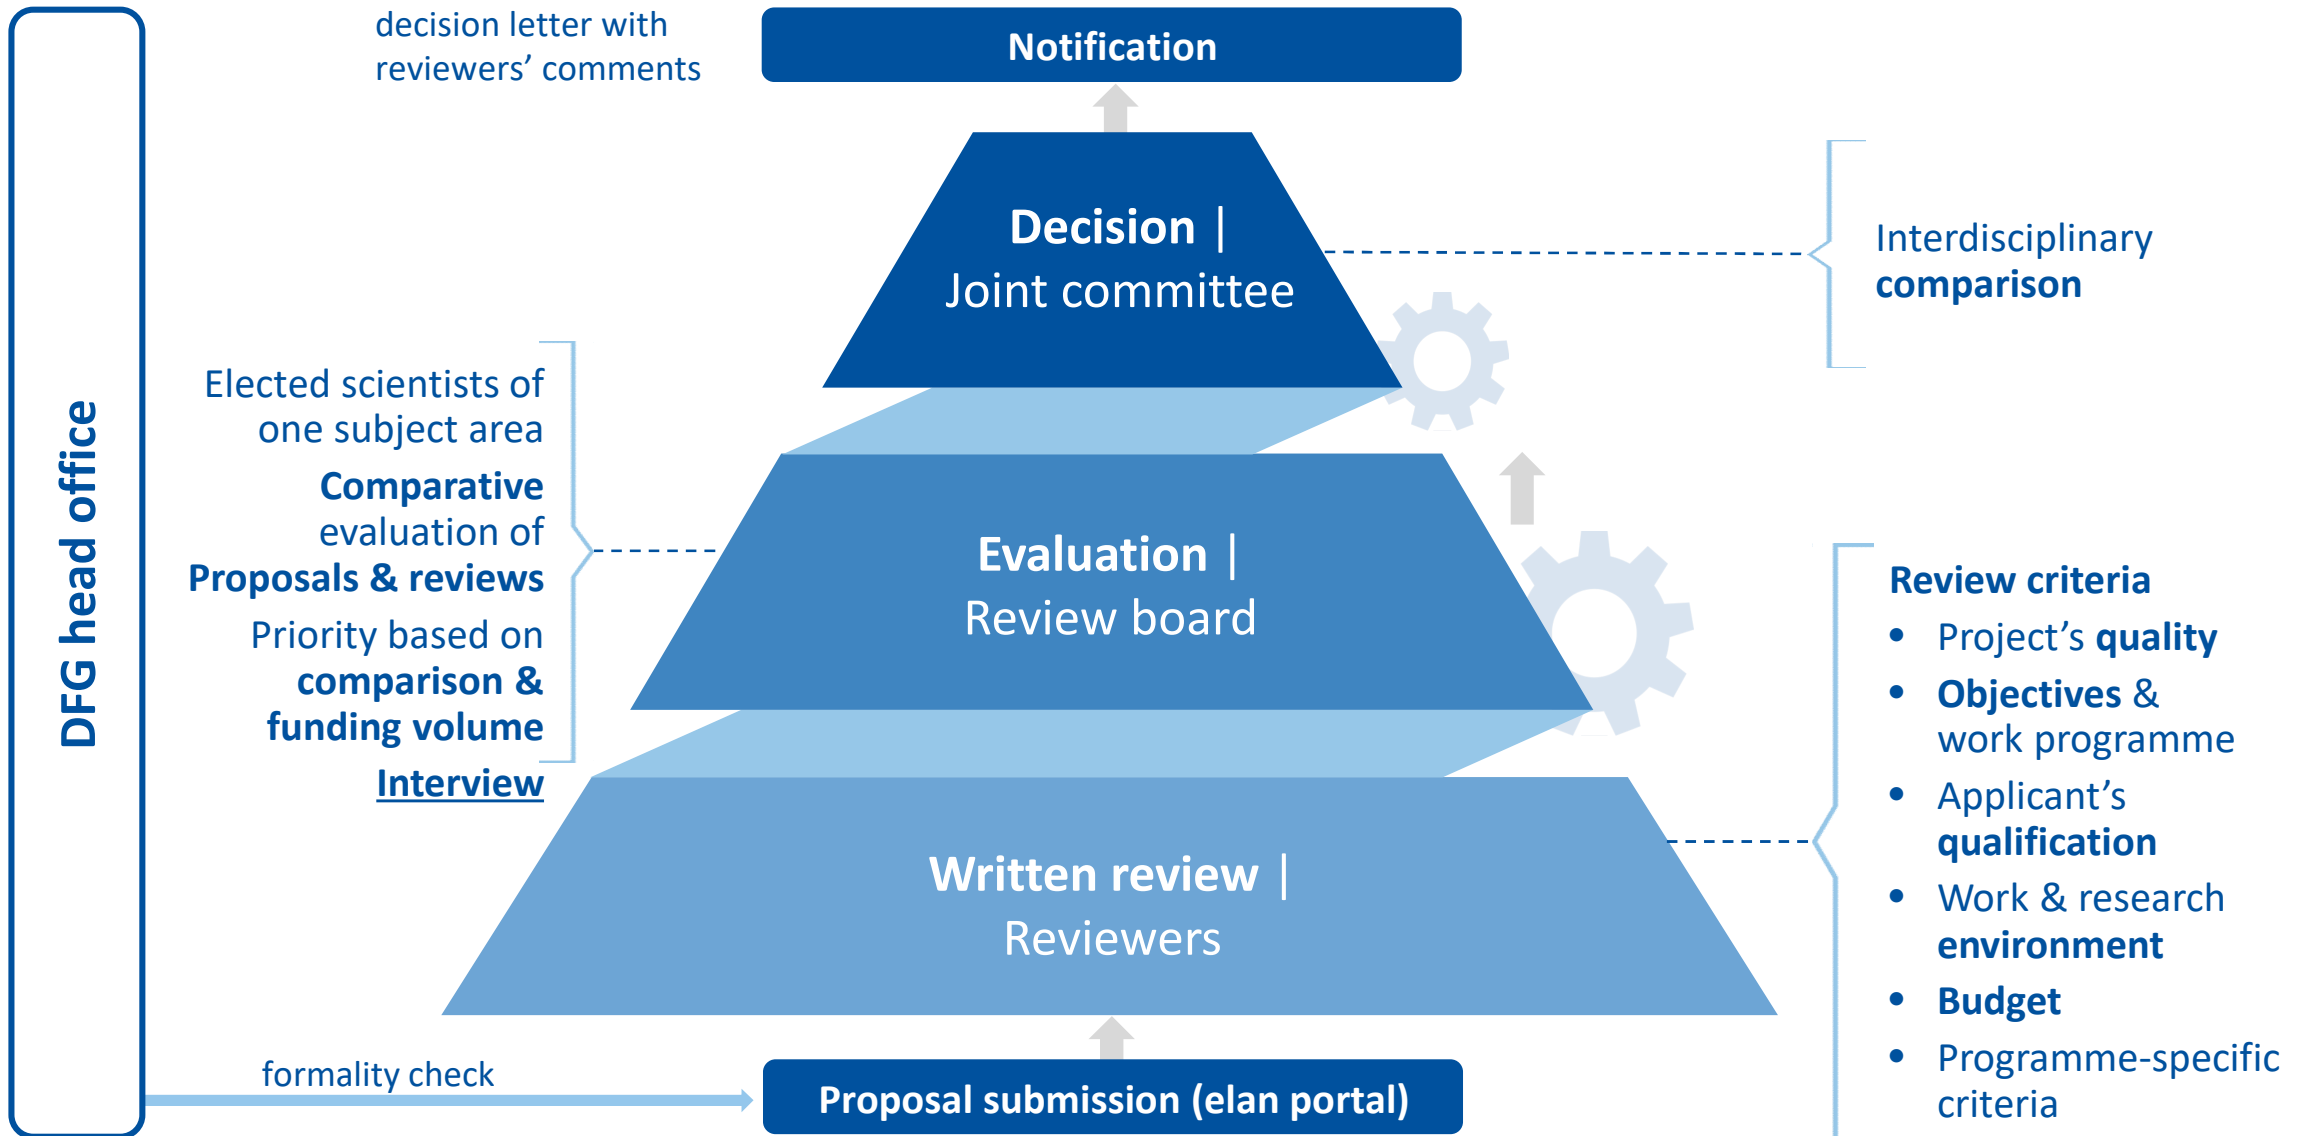 DFG head office
decision letter with
reviewers’ comments
Notification
Decision |
Joint committee
Interdisciplinary
comparison
Elected scientists of
one subject area
Comparative
evaluation of
Proposals & reviews
Priority based on
comparison &
funding volume
Interview
Evaluation |
Review board
Written review |
Reviewers
Review criteria
• Project’s quality
• Objectives &
work programme
• Applicant’s
qualification
• Work & research
environment
• Budget
• Programme-specific
criteria
formality check
Proposal submission (elan portal)